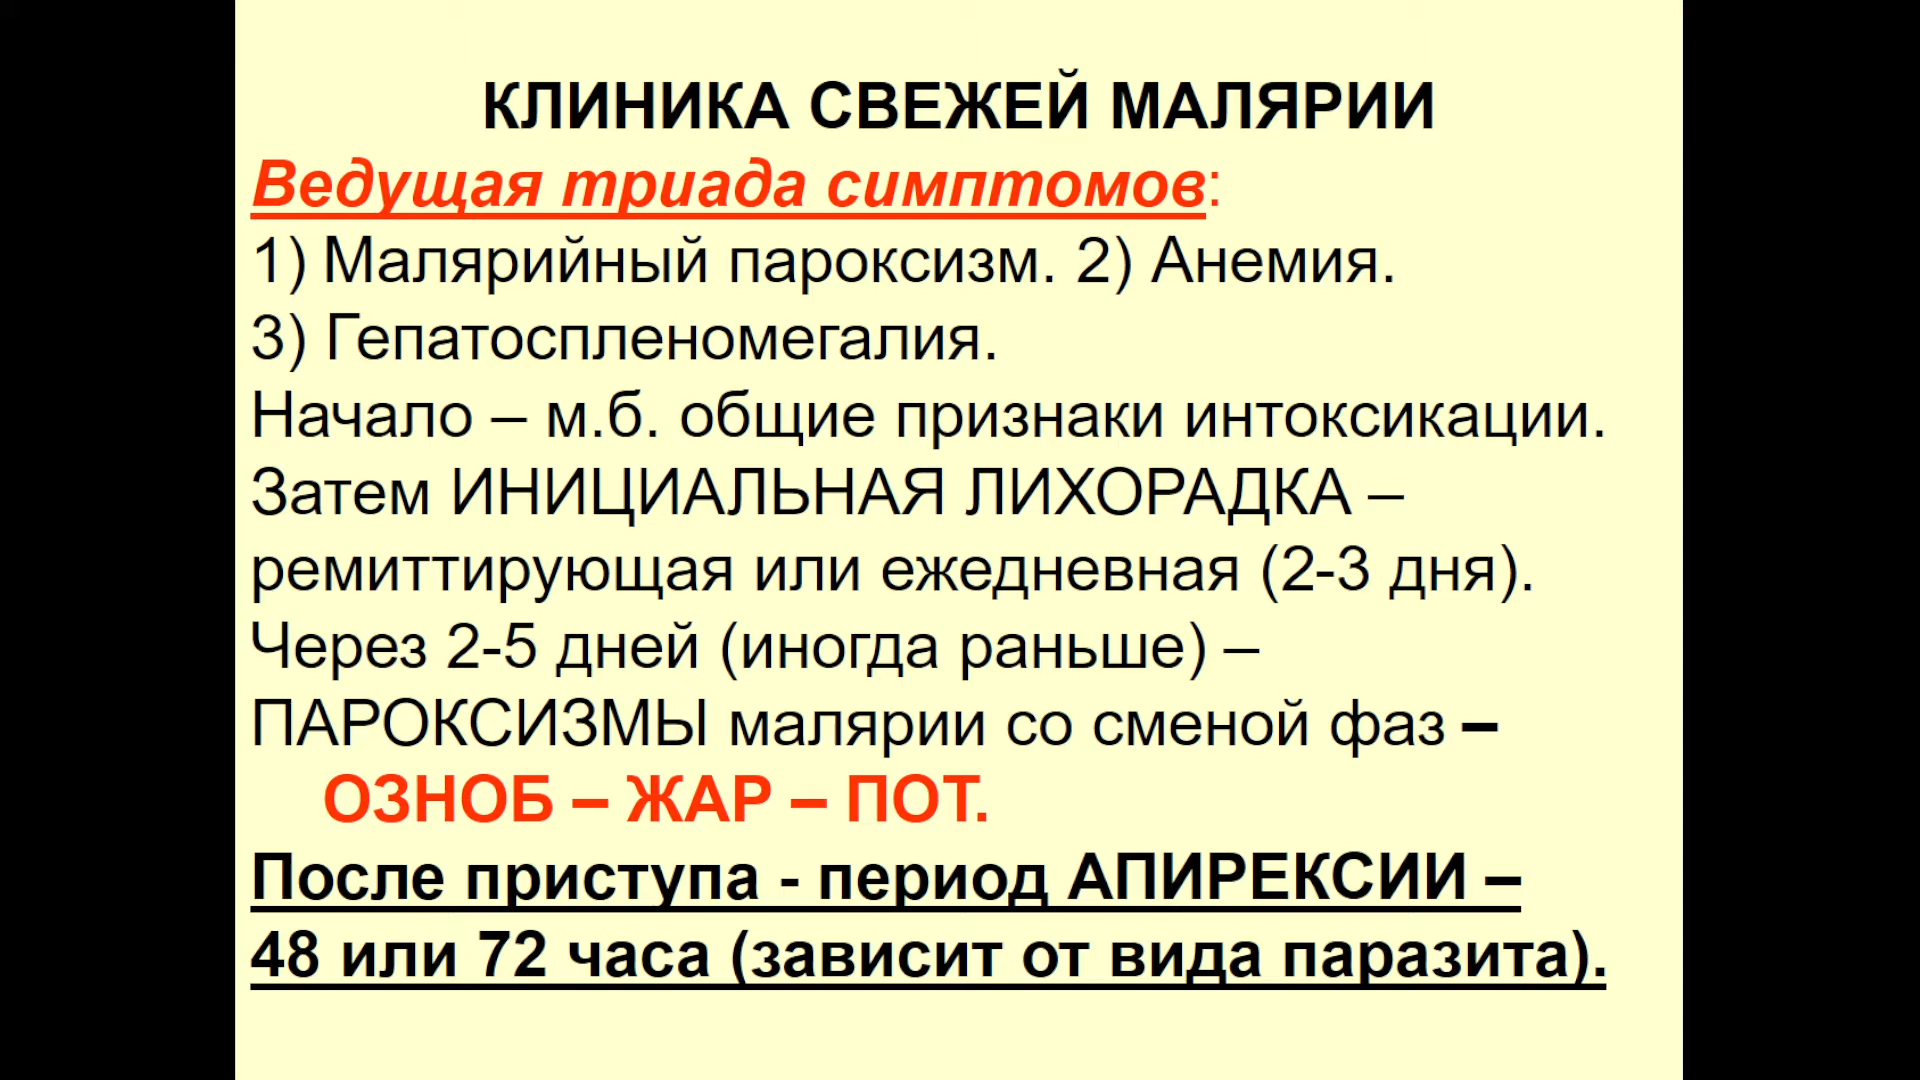 КЛИНИКА СВЕЖЕЙ МАЛЯРИИ
Ведущая триада симптомов:
1) Малярийный пароксизм. 2) Анемия.
3) Гепатоспленомегалия.
Начало – м.б. общие признаки интоксикации.
Затем ИНИЦИАЛЬНАЯ ЛИХОРАДКА –
ремиттирующая или ежедневная (2-3 дня).
Через 2-5 дней (иногда раньше) –
ПАРОКСИЗМЫ малярии со сменой фаз –
ОЗНОБ – ЖАР – ПОТ.
После приступа - период АПИРЕКСИИ –
48 или 72 часа (зависит от вида паразита).